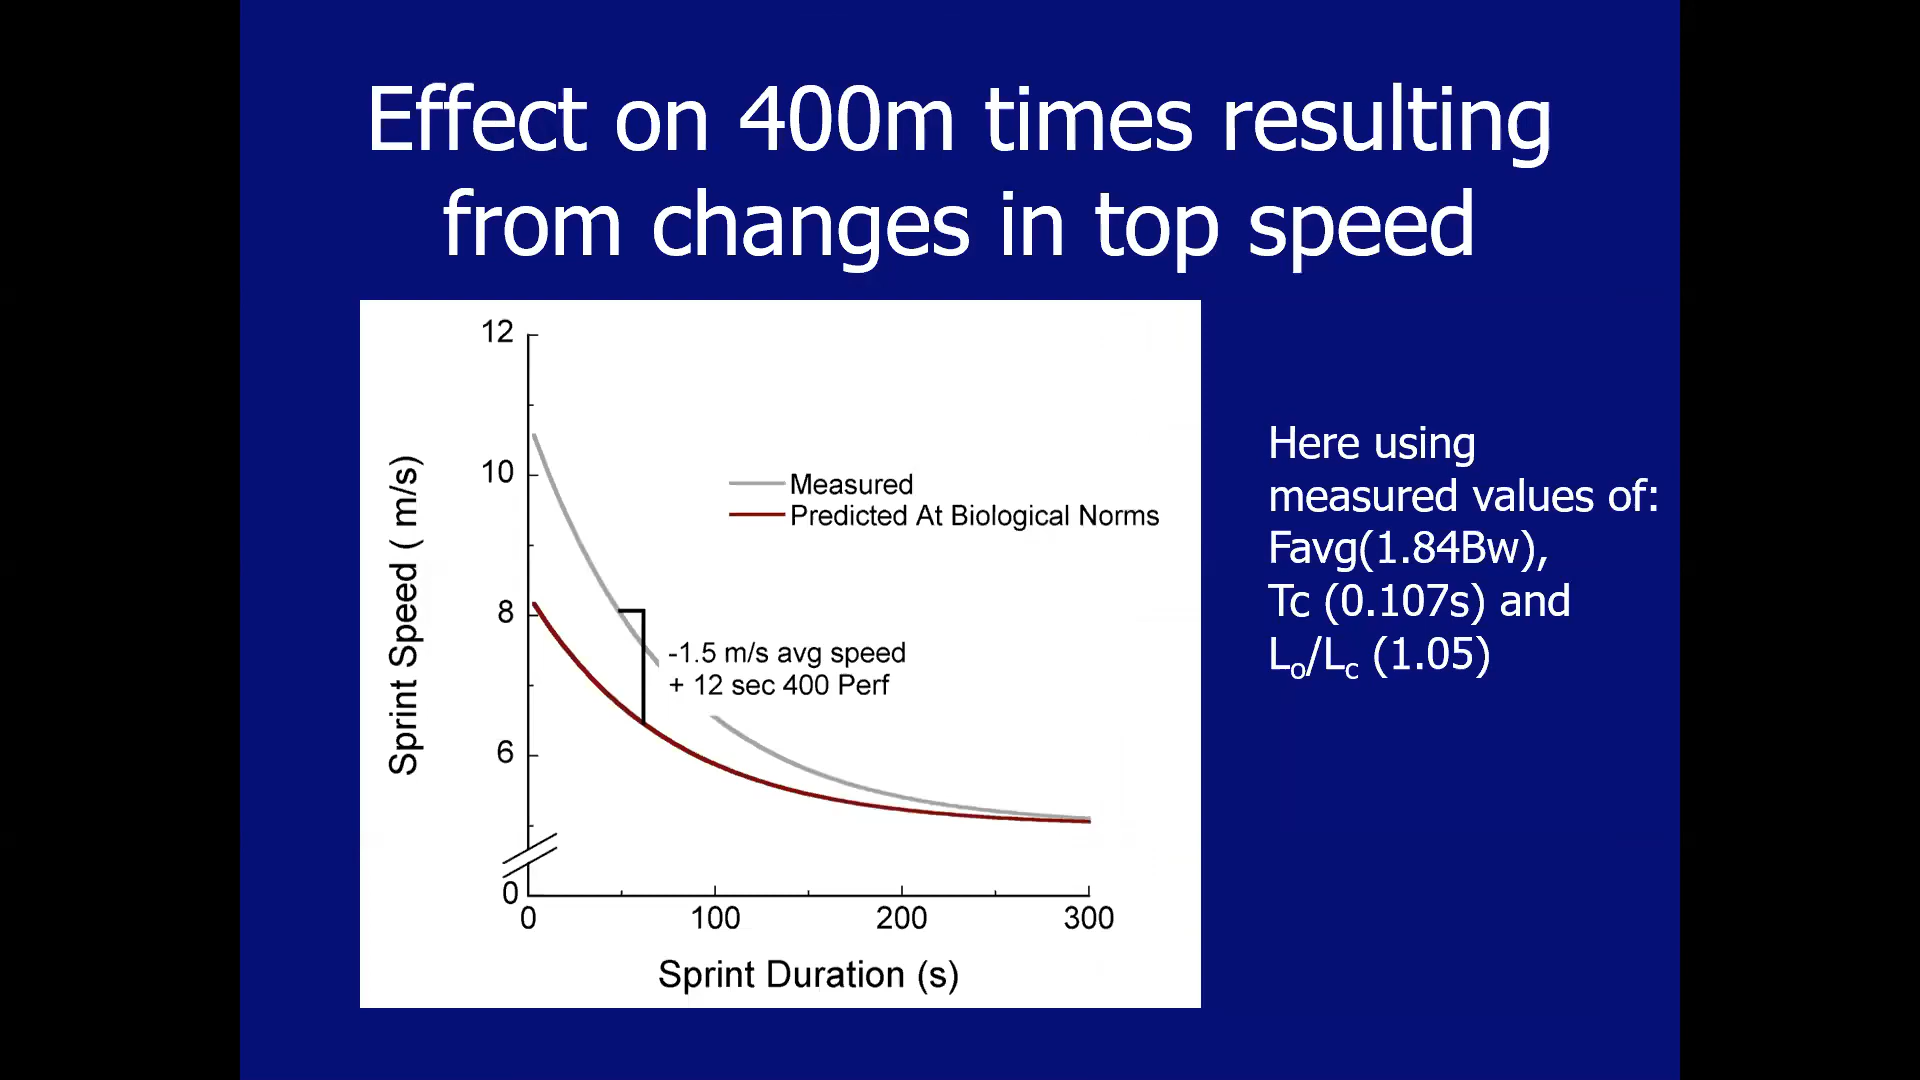 Effect on 400m times resulting
from changes in top speed
12
10
8
6
0
Sprint Speed ( m/s)
Measured
Predicted At Biological Norms
-1.5 m/s avg speed
+ 12 sec 400 Perf
0 100 200 300
Sprint Duration (s)
Here using
measured values of:
Favg(1.84Bw),
Tc (0.107s) and
Lo/Lc (1.05)